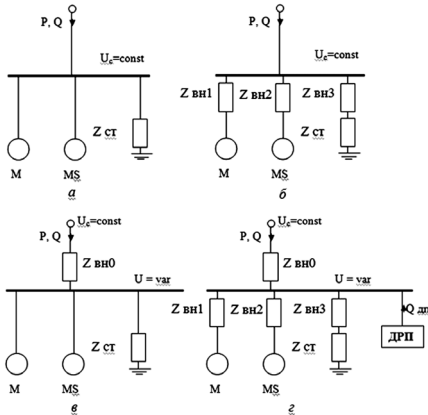 P, Q
Uc=const
M
MS
Z ст
а
P, Q
Uc=const
Z вн1
Z вн2
Z вн3
Z ст
M
MS
б
Uc=const
P, Q
Z вн0
U = var
Z ст
M
MS
в
Uc=const
P, Q
Z вн0
U = var
Z вн1
Z вн2
Z вн3
Q дп
ДРП
Z ст
M
MS
г